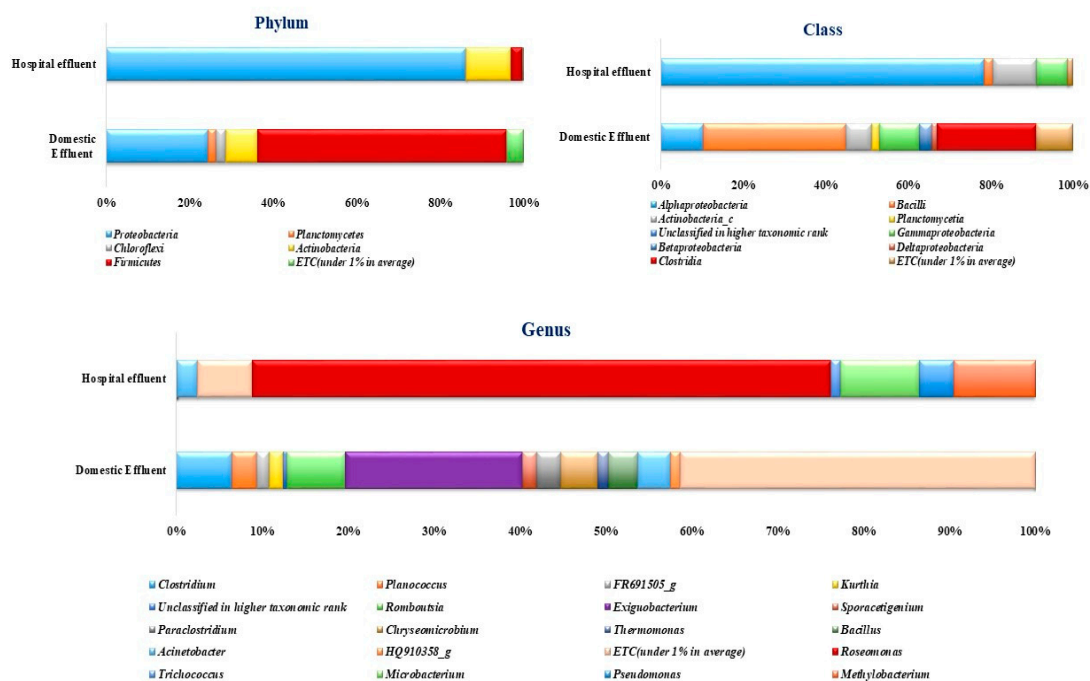 Phylum
Hospital effluent
Domestic
Effluent
0% 20% 40% 60% 80% 100%
Proteobacteria Planctomycetes
Chloroflexi Actinobacteria
Firmicutes ETC(under 1% in average)
Class
Hospital effluent
Domestic Effluent
0% 20% 40% 60% 80% 100%
Alphaproteobacteria Bacilli
Actinobacteria_c Planctomycetia
Unclassified in higher taxonomic rank Gammaproteobacteria
Betaproteobacteria Deltaproteobacteria
Clostridia ETC(under 1% in average)
Genus
Hospital effluent
Domestic Effluent
0% 10% 20% 30% 40% 50% 60% 70% 80% 90% 100%
Clostridium Planococcus FR691505_g Kurthia
Unclassified in higher taxonomic rank Romboutsia Exiguobacterium Sporacetigenium
Paraclostridium Chryseomicrobium Thermomonas Bacillus
Acinetobacter HQ910358_g ETC(under 1% in average) Roseomonas
Trichococcus Microbacterium Pseudomonas Methylobacterium